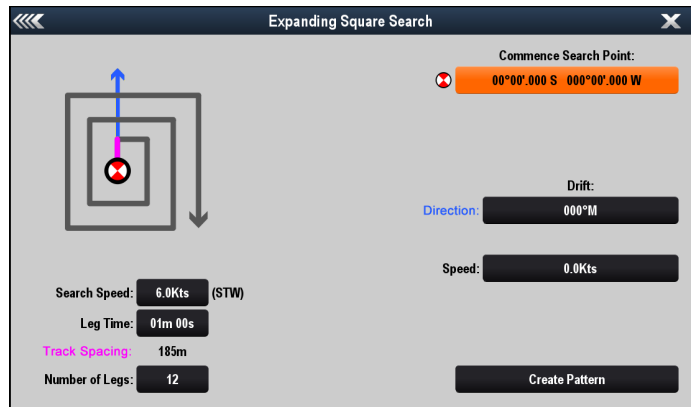 Expanding Square Search
Commence Search Point:
00°00'.000 S 000°00'.000 W
Drift:
Direction: 000°M
Speed: 0.0Kts
Search Speed: 6.0Kts (STW)
Leg Time: 01m 00s
Track Spacing: 185m
Number of Legs: 12
Create Pattern